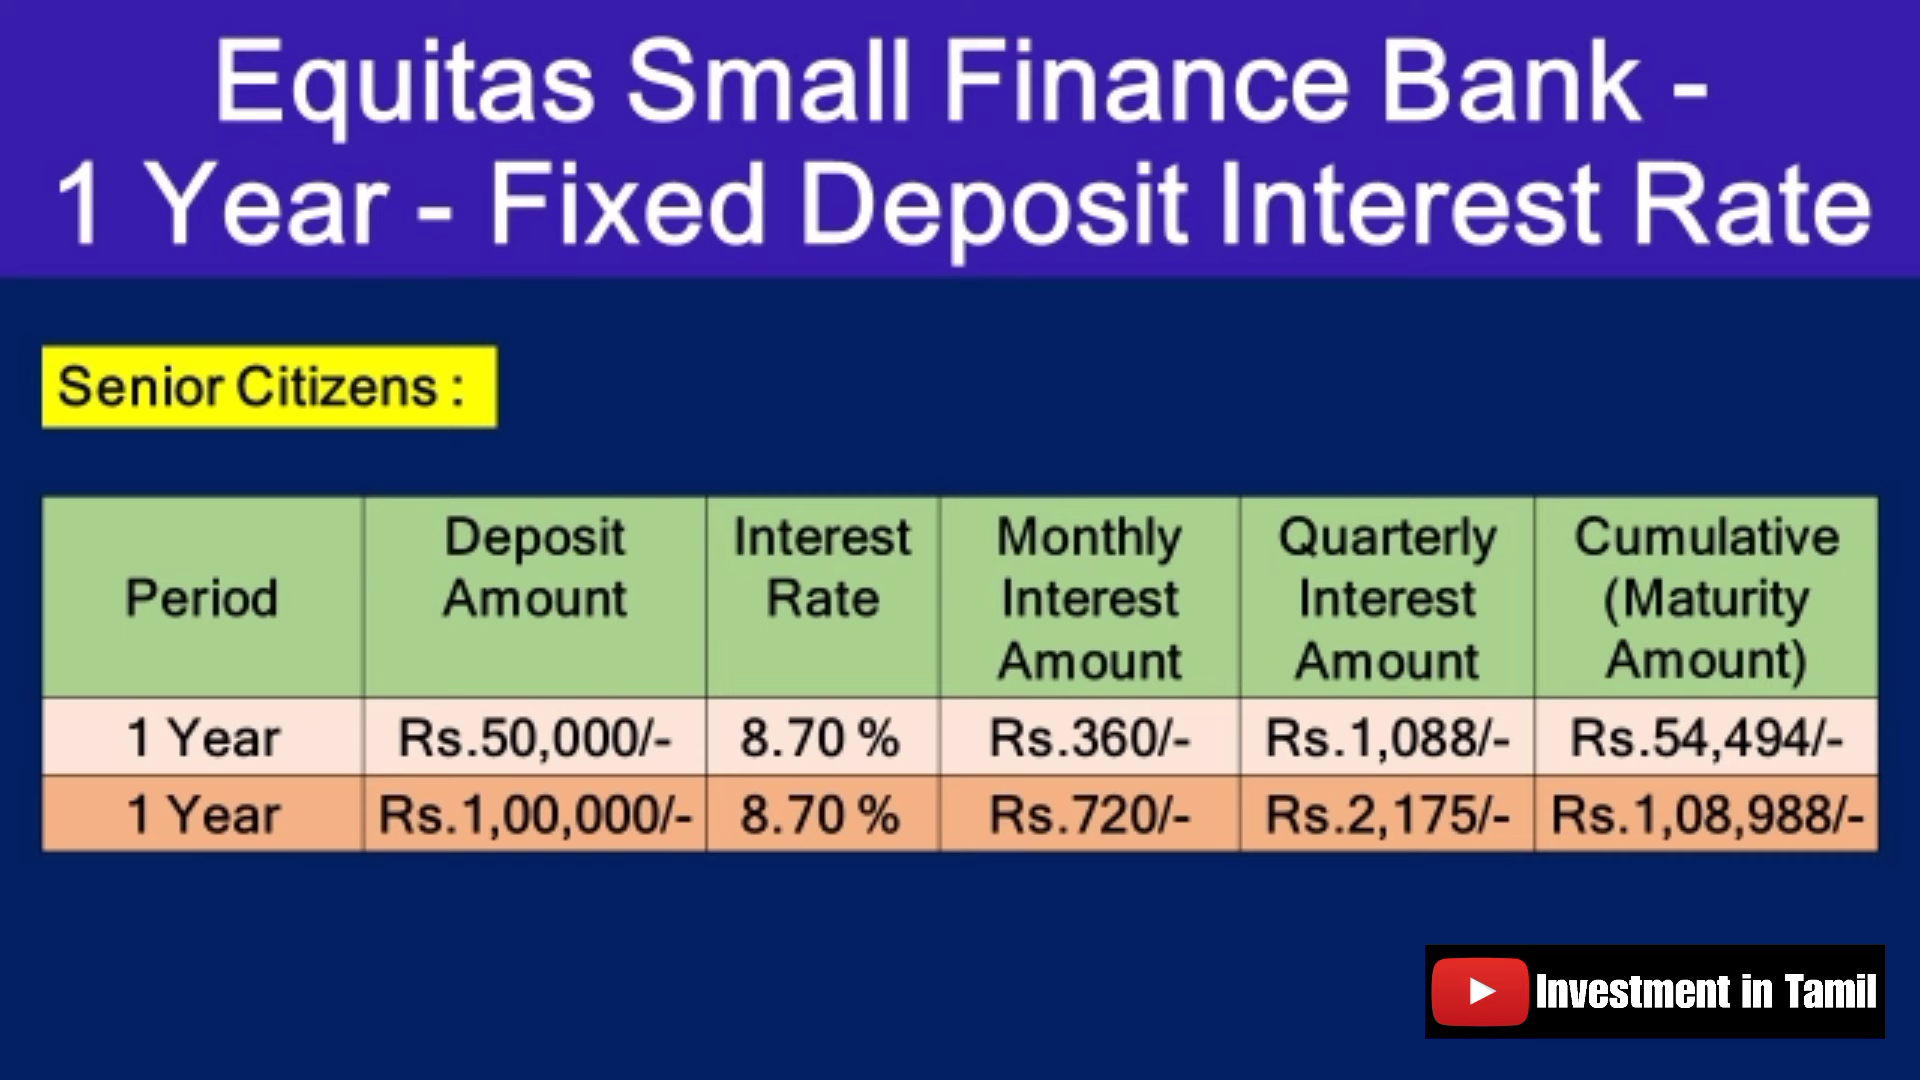 Equitas Small Finance Bank -
1 Year - Fixed Deposit Interest Rate
Senior Citizens :
Period
Deposit
Amount
Interest
Rate
Monthly
Interest
Amount
Quarterly
Interest
Amount
Cumulative
(Maturity
Amount)
1 Year Rs.50,000/- 8.70 % Rs.360/- Rs.1,088/- Rs.54,494/-
1 Year Rs.1,00,000/- 8.70 % Rs.720/- Rs.2,175/- Rs.1,08,988/-
Investment in Tamil